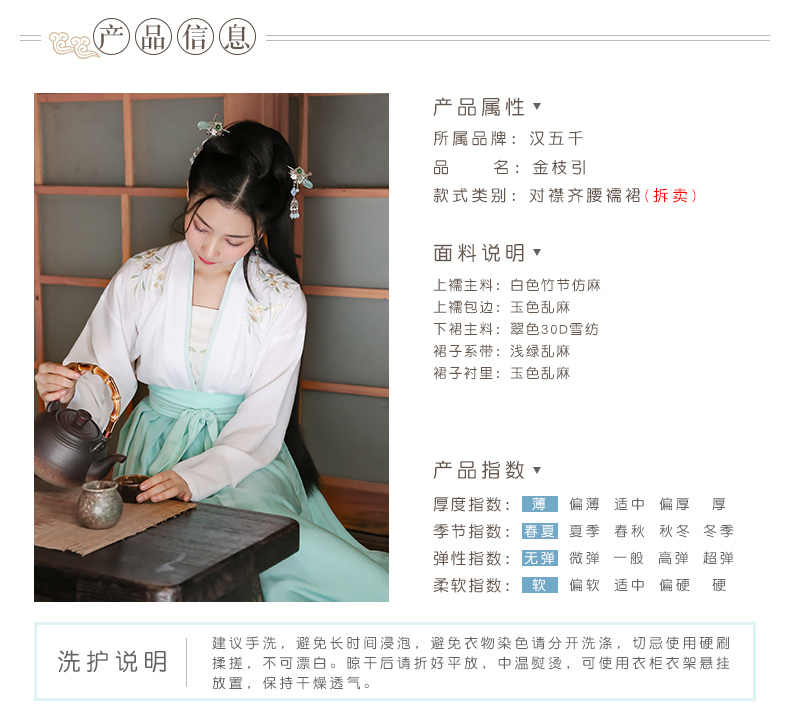 产品信息
产品属性▼
所属品牌：汉五千
品 名：金枝引
款式类别：对襟齐腰襦裙(拆卖)
面料说明▼
上襦主料：白色竹节仿麻
上襦包边：玉色乱麻
下裙主料：翠色30D雪纺
裙子系带：浅绿乱麻
裙子衬里：玉色乱麻
产品指数▼
厚度指数：薄 偏薄 适中 偏厚 厚
季节指数：春夏 夏季 春秋 秋冬 冬季
弹性指数：无弹 微弹 一般 高弹 超弹
柔软指数：软 偏软 适中 偏硬 硬
洗护说明
建议手洗，避免长时间浸泡，避免衣物染色请分开洗涤，切忌使用硬刷
揉搓，不可漂白。晾干后请折好平放，中温熨烫，可使用衣柜衣架悬挂
放置，保持干燥透气。